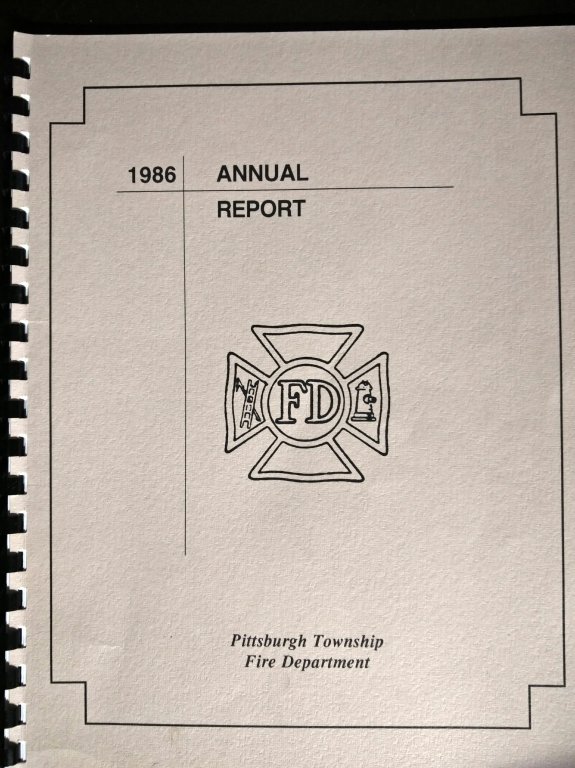 1986 ANNUAL
REPORT
FD
Pittsburgh Township
Fire Department